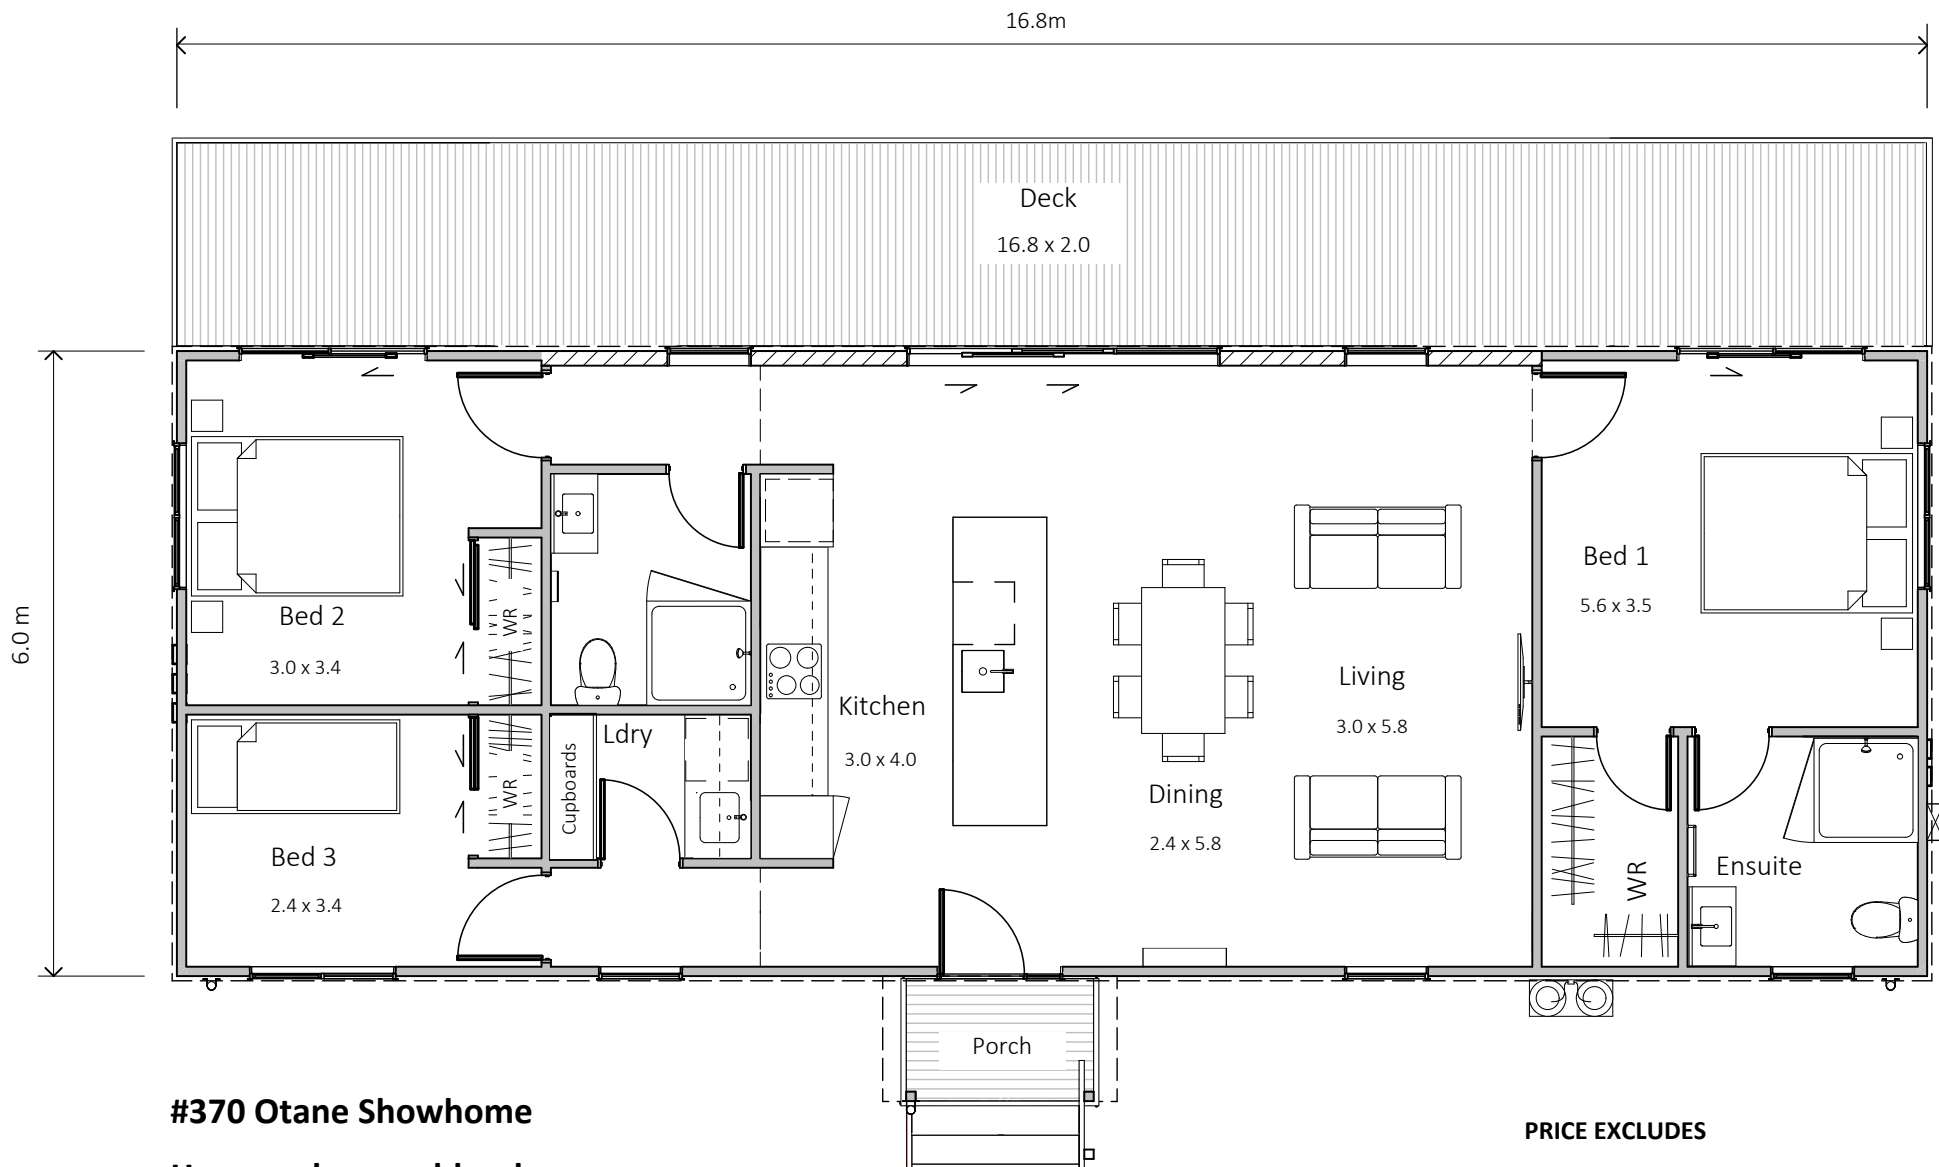 16.8m
Deck
16.8 x 2.0
6.0 m
Bed 2
3.0 x 3.4
WR
Bed 1
5.6 x 3.5
Living
3.0 x 5.8
Kitchen
3.0 x 4.0
Ldry
Cupboards
WR
Dining
2.4 x 5.8
Bed 3
2.4 x 3.4
WR
Ensuite
Porch
#370 Otane Showhome
PRICE EXCLUDES